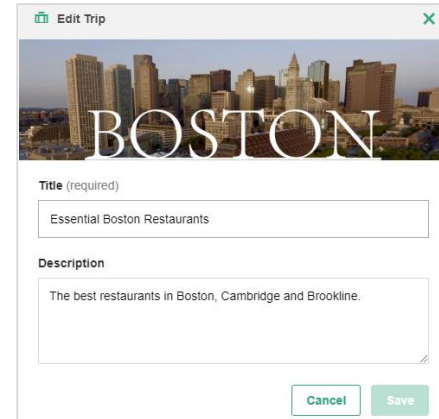 Edit Trip
BOSTON
Title (required)
Essential Boston Restaurants
Description
The best restaurants in Boston, Cambridge and Brookline.
Cancel
Save